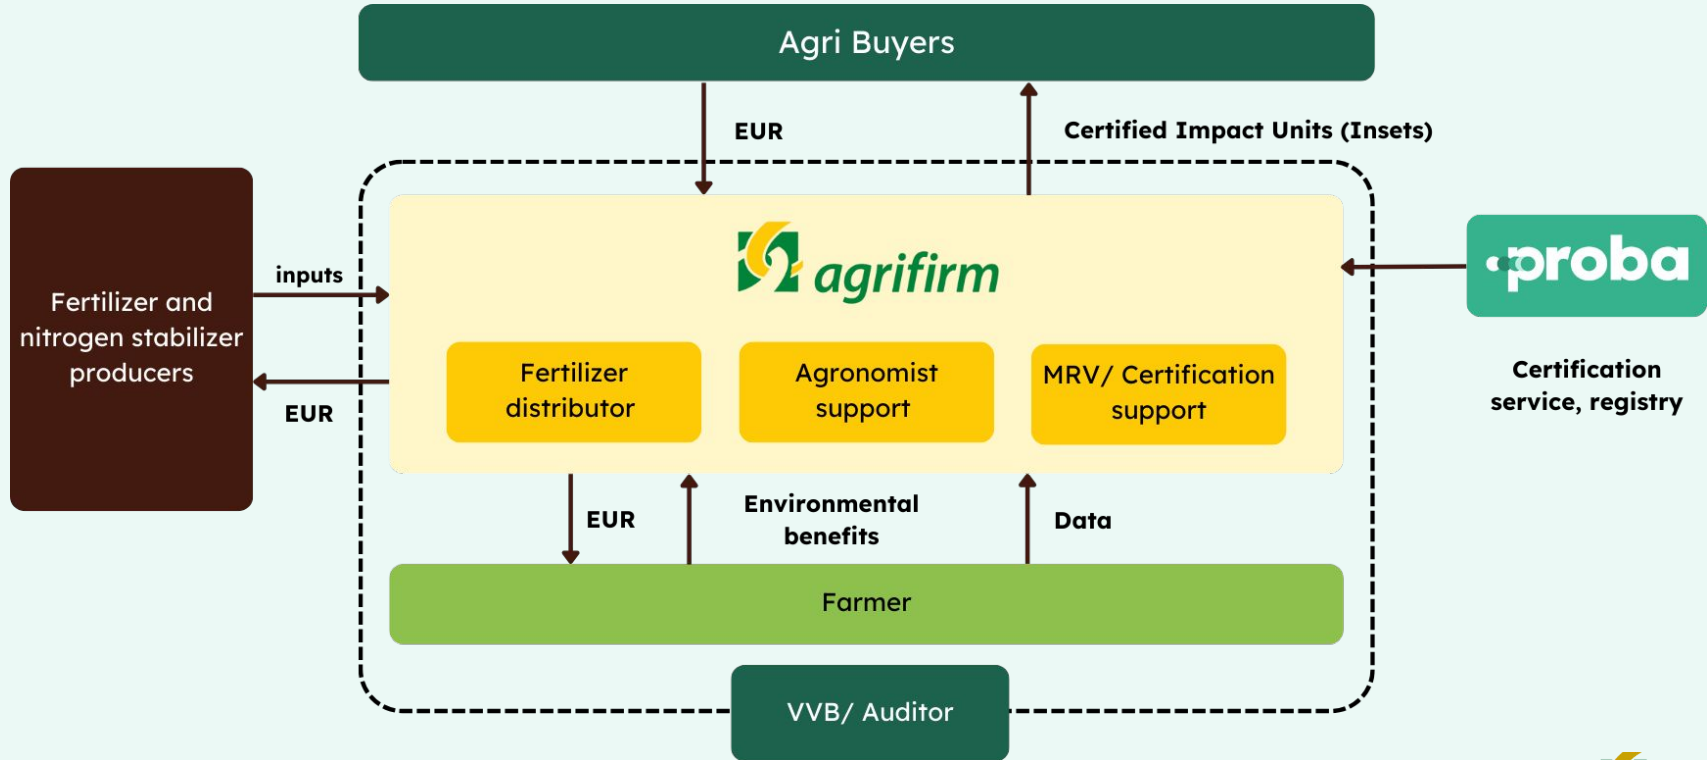 Agri Buyers
EUR
Certified Impact Units (Insets)
Fertilizer and
nitrogen stabilizer
producers
inputs
EUR
agrifirm
Fertilizer
distributor
Agronomist
support
MRV/ Certification
support
proba
Certification
service, registry
EUR
Environmental
benefits
Data
Farmer
VVB/ Auditor